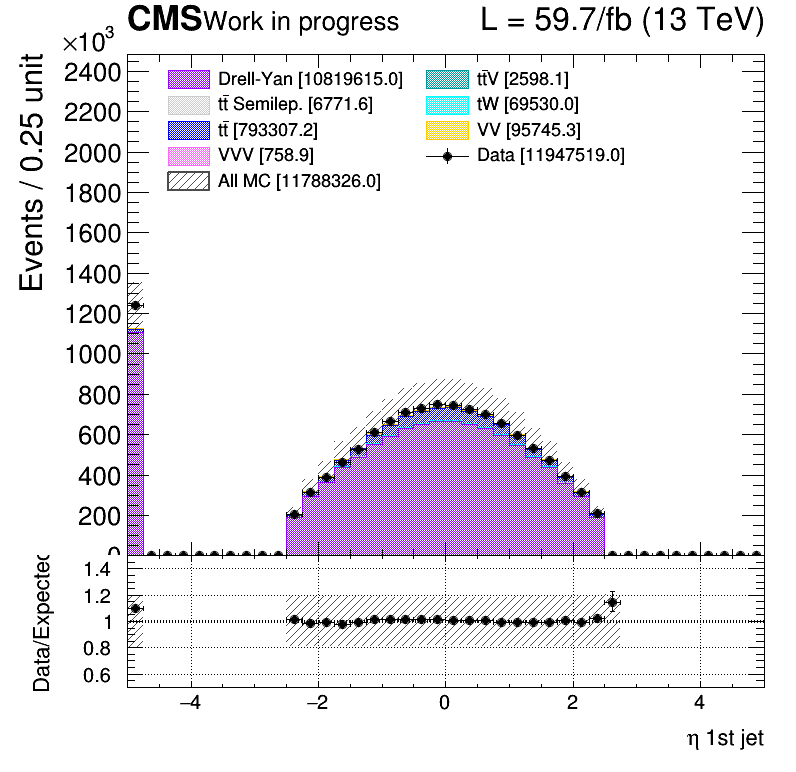 CMS Work in progress L = 59.7/fb (13 TeV)
×10³
Drell-Yan [10819615.0]
tt̄ Semilep. [6771.6]
tt̄ [793307.2]
VVV [758.9]
All MC [11788326.0]
tt̄V [2598.1]
tW [69530.0]
VV [95745.3]
Data [11947519.0]
Events / 0.25 unit
2400
2200
2000
1800
1600
1400
1200
1000
800
600
400
200
0
Data/Expected
1.4
1.2
1
0.8
0.6
−4 −2 0 2 4
η 1st jet